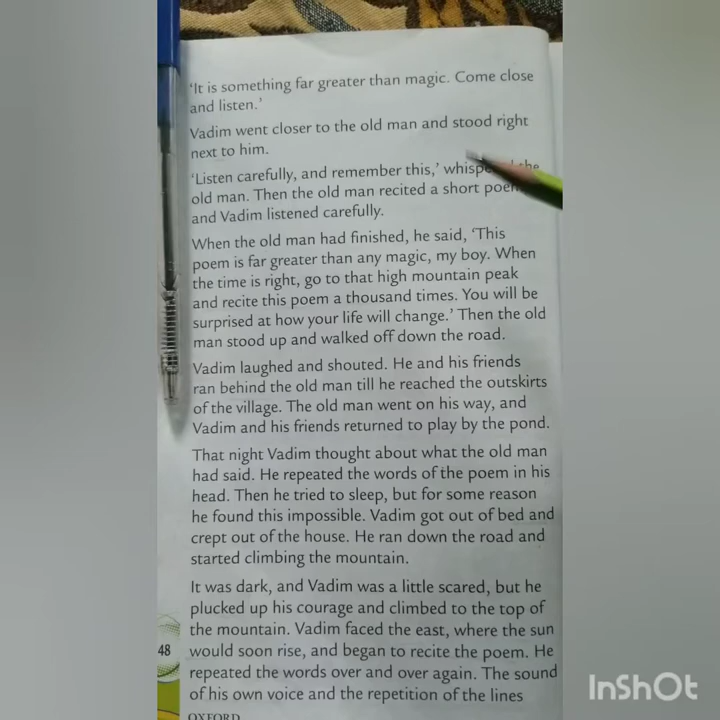 ‘It is something far greater than magic. Come close
and listen.’
Vadim went closer to the old man and stood right
next to him.
‘Listen carefully, and remember this,’ the
old man. Then the old man recited a short
and Vadim listened carefully.
When the old man had finished, he said, ‘This
poem is far greater than any magic, my boy. When
the time is right, go to that high mountain peak
and recite this poem a thousand times. You will be
surprised at how your life will change.’ Then the old
man stood up and walked off down the road.
Vadim laughed and shouted. He and his friends
ran behind the old man till he reached the outskirts
of the village. The old man went on his way, and
Vadim and his friends returned to play by the pond.
That night Vadim thought about what the old man
had said. He repeated the words of the poem in his
head. Then he tried to sleep, but for some reason
he found this impossible. Vadim got out of bed and
crept out of the house. He ran down the road and
started climbing the mountain.
It was dark, and Vadim was a little scared, but he
plucked up his courage and climbed to the top of
the mountain. Vadim faced the east, where the sun
would soon rise, and began to recite the poem. He
repeated the words over and over again. The sound
of his own voice and the repetition of the lines
48
OXFORD
InShOt